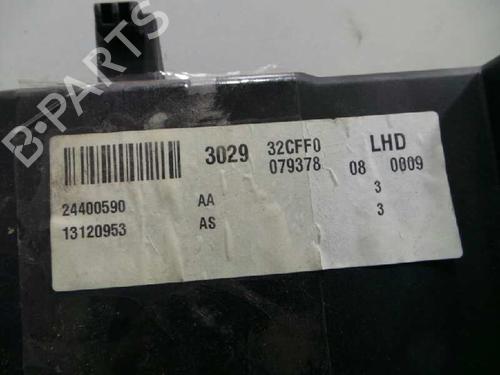 3029 32CFF0 LHD
079378 08 0009
24400590 AA 3
13120953 AS 3
B-PARTS